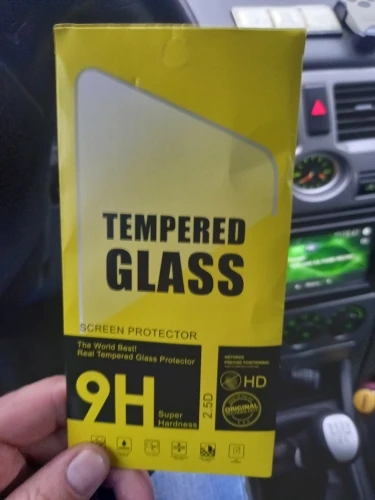 TEMPERED
GLASS
SCREEN PROTECTOR
The World Best!!
Real Tempered Glass Protector
9H
Super
Hardness
2.5D
HD
ORIGINAL